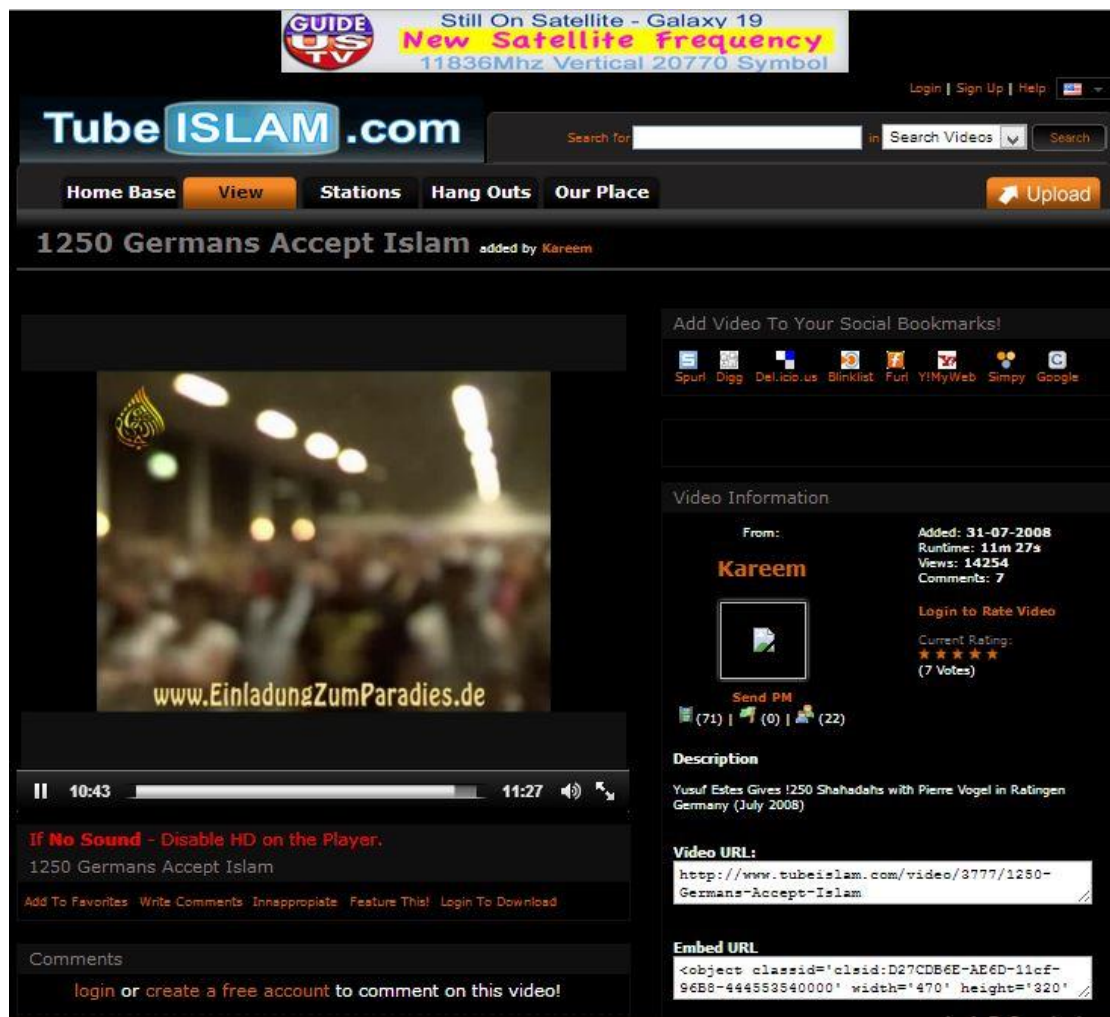 GUIDE US TV
Still On Satellite - Galaxy 19
New Satellite Frequency
11836Mhz Vertical 20770 Symbol
Login | Sign Up | Help
TubeISLAM.com
Search for in Search Videos Search
Home Base View Stations Hang Outs Our Place Upload
1250 Germans Accept Islam added by Kareem
www.EinladungZumParadies.de
10:43 11:27
If No Sound - Disable HD on the Player.
1250 Germans Accept Islam
Add To Favorites Write Comments Innappropiate Feature This! Login To Download
Comments
login or create a free account to comment on this video!
Add Video To Your Social Bookmarks!
Spurl Digg Del.icio.us Blinklist Furl Y!MyWeb Simpy Google
Video Information
From:
Kareem
Send PM
(71) | (0) | (22)
Added: 31-07-2008
Runtime: 11m 27s
Views: 14254
Comments: 7
Login to Rate Video
Current Rating:
(7 Votes)
Description
Yusuf Estes Gives !250 Shahadahs with Pierre Vogel in Ratingen
Germany (July 2008)
Video URL:
http://www.tubeislam.com/video/3777/1250-
Germans-Accept-Islam
Embed URL
<object classid='clsid:D27CDB6E-AE6D-11cf-
96B8-444553540000' width='470' height='320'